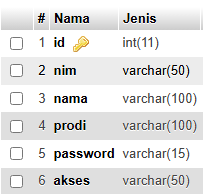 # Nama Jenis
1 id int(11)
2 nim varchar(50)
3 nama varchar(100)
4 prodi varchar(100)
5 password varchar(15)
6 akses varchar(50)